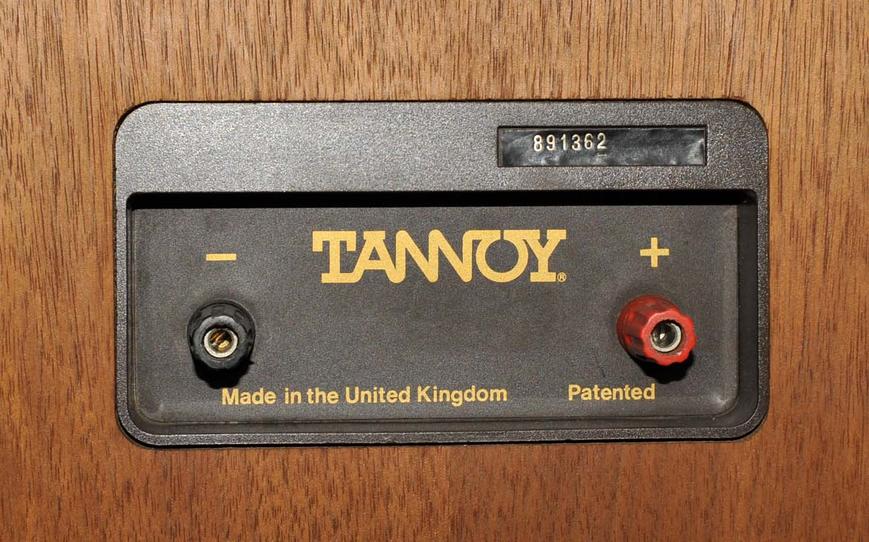 891362
− TANNOY® +
Made in the United Kingdom Patented